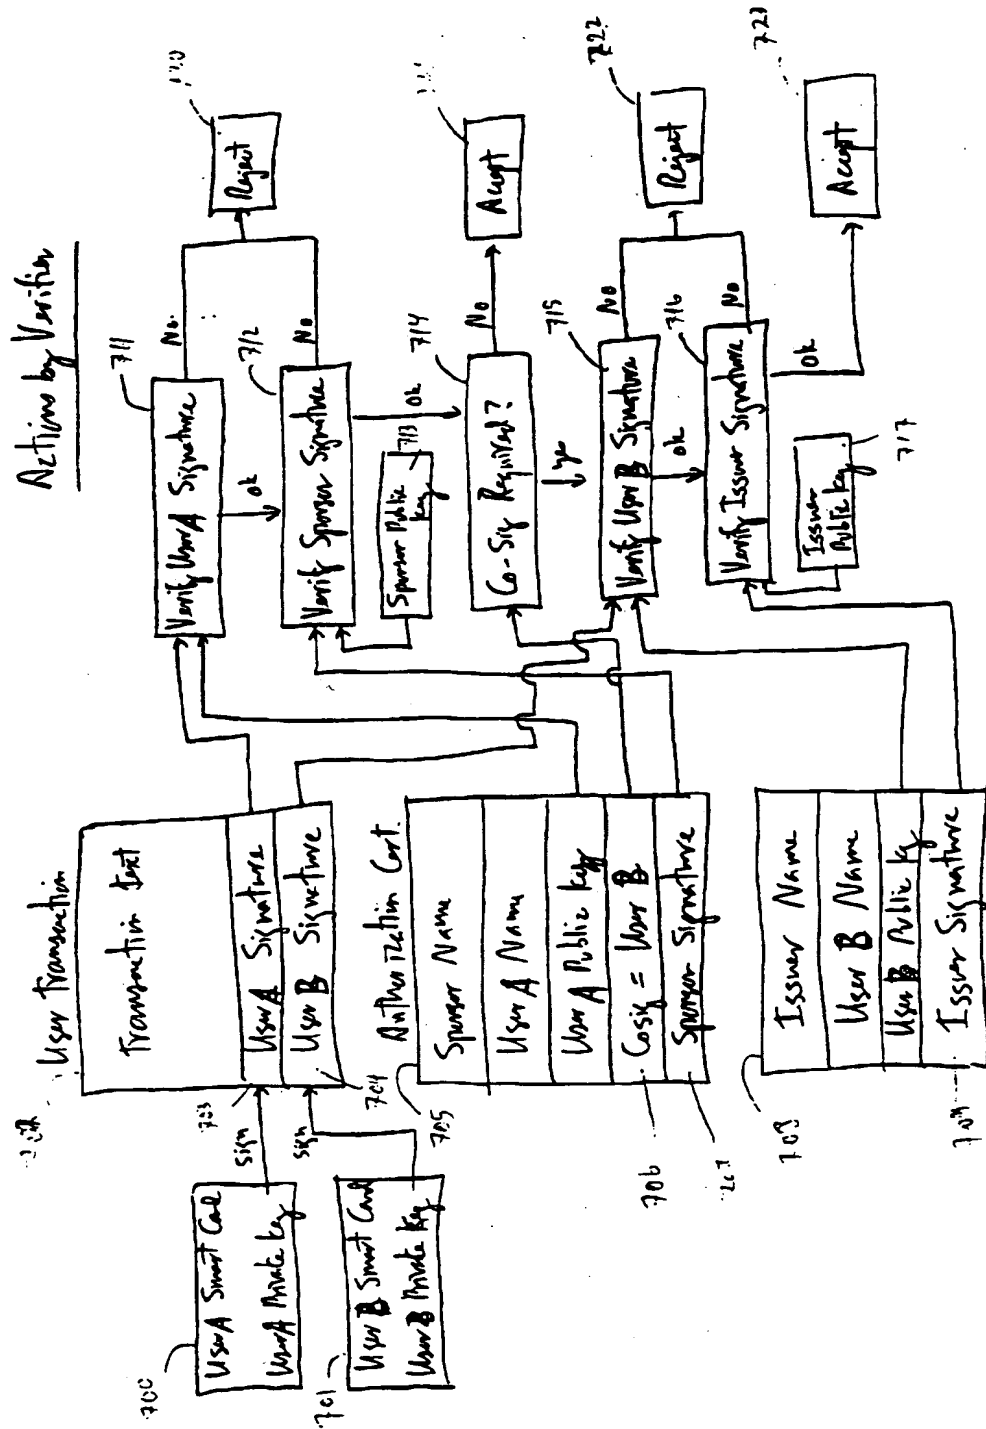 Actions by Verifier
700
User A Smart Card
User A Private Key
701
User B Smart Card
User B Private Key
sign
sign
User Transaction
Transaction Text
User A Signature
User B Signature
703
704
Authorization Cert.
705
Sponsor Name
User A Name
User A Public Key
Cosig = User B
Sponsor Signature
706
707
708
Issuer Name
User B Name
User B Public Key
Issuer Signature
709
711
Verify User A Signature
No.
ok
712
Verify Sponsor Signature
No
ok
713
Sponsor Public
Key
714
Co-Sig Required?
No
yes
715
Verify User B Signature
No
ok
716
Verify Issuer Signature
No
ok
Issuer
Public Key
717
Reject
Accept
722
Reject
723
Accept